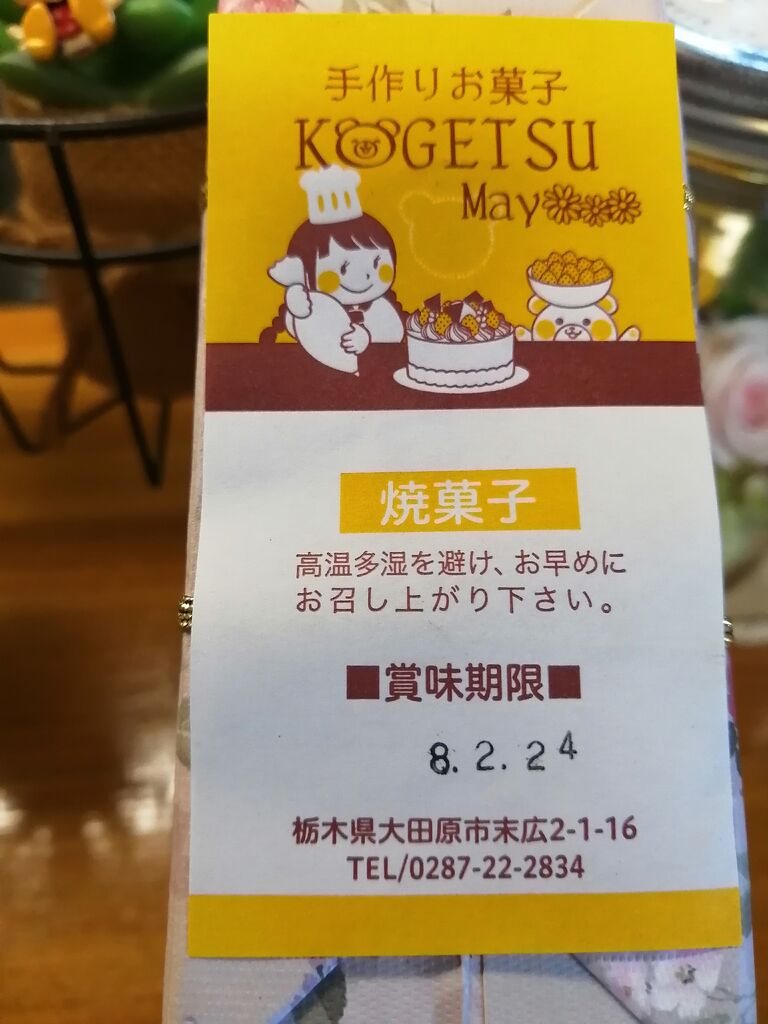 手作りお菓子
KOGETSU
May
焼菓子
高温多湿を避け、お早めに
お召し上がり下さい。
■賞味期限■
8.2.24
栃木県大田原市末広2-1-16
TEL/0287-22-2834